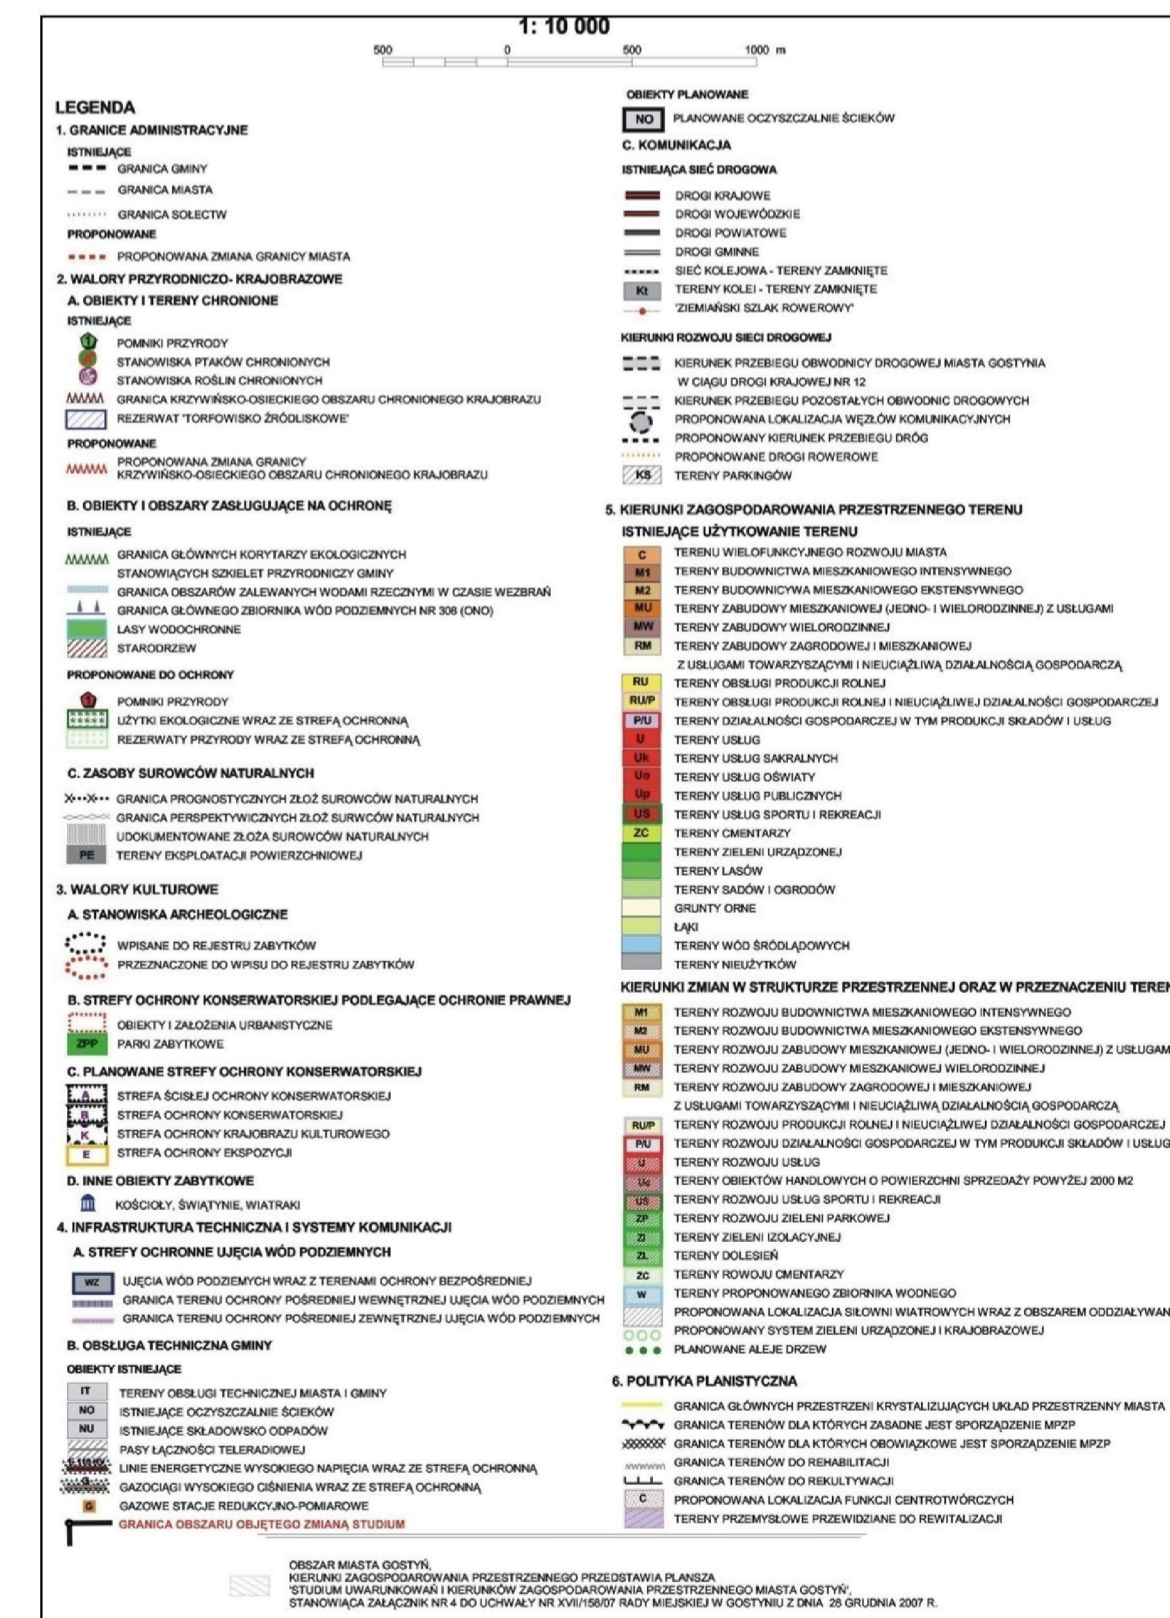 1: 10 000
500 0 500 1000 m
LEGENDA
1. GRANICE ADMINISTRACYJNE
ISTNIEJĄCE
GRANICA GMINY
GRANICA MIASTA
GRANICA SOŁECTW
PROPONOWANE
PROPONOWANA ZMIANA GRANICY MIASTA
2. WALORY PRZYRODNICZO- KRAJOBRAZOWE
A. OBIEKTY I TERENY CHRONIONE
ISTNIEJĄCE
1 POMNIKI PRZYRODY
STANOWISKA PTAKÓW CHRONIONYCH
STANOWISKA ROŚLIN CHRONIONYCH
GRANICA KRZYWIŃSKO-OSIECKIEGO OBSZARU CHRONIONEGO KRAJOBRAZU
REZERWAT 'TORFOWISKO ŹRÓDLISKOWE'
PROPONOWANE
PROPONOWANA ZMIANA GRANICY
KRZYWIŃSKO-OSIECKIEGO OBSZARU CHRONIONEGO KRAJOBRAZU
B. OBIEKTY I OBSZARY ZASŁUGUJĄCE NA OCHRONĘ
ISTNIEJĄCE
GRANICA GŁÓWNYCH KORYTARZY EKOLOGICZNYCH
STANOWIĄCYCH SZKIELET PRZYRODNICZY GMINY
GRANICA OBSZARÓW ZALEWANYCH WODAMI RZECZNYMI W CZASIE WEZBRAŃ
GRANICA GŁÓWNEGO ZBIORNIKA WÓD PODZIEMNYCH NR 308 (ONO)
LASY WODOCHRONNE
STARODRZEW
PROPONOWANE DO OCHRONY
1 POMNIKI PRZYRODY
UŻYTKI EKOLOGICZNE WRAZ ZE STREFĄ OCHRONNĄ
REZERWATY PRZYRODY WRAZ ZE STREFĄ OCHRONNĄ
C. ZASOBY SUROWCÓW NATURALNYCH
GRANICA PROGNOSTYCZNYCH ZŁOŻ SUROWCÓW NATURALNYCH
GRANICA PERSPEKTYWICZNYCH ZŁOŻ SURWCÓW NATURALNYCH
UDOKUMENTOWANE ZŁOŻA SUROWCÓW NATURALNYCH
PE TERENY EKSPLOATACJI POWIERZCHNIOWEJ
3. WALORY KULTUROWE
A. STANOWISKA ARCHEOLOGICZNE
WPISANE DO REJESTRU ZABYTKÓW
PRZEZNACZONE DO WPISU DO REJESTRU ZABYTKÓW
B. STREFY OCHRONY KONSERWATORSKIEJ PODLEGAJĄCE OCHRONIE PRAWNEJ
OBIEKTY I ZAŁOŻENIA URBANISTYCZNE
ZPP PARKI ZABYTKOWE
C. PLANOWANE STREFY OCHRONY KONSERWATORSKIEJ
A STREFA ŚCISŁEJ OCHRONY KONSERWATORSKIEJ
B STREFA OCHRONY KONSERWATORSKIEJ
K STREFA OCHRONY KRAJOBRAZU KULTUROWEGO
E STREFA OCHRONY EKSPOZYCJI
D. INNE OBIEKTY ZABYTKOWE
KOŚCIOŁY, ŚWIĄTYNIE, WIATRAKI
4. INFRASTRUKTURA TECHNICZNA I SYSTEMY KOMUNIKACJI
A. STREFY OCHRONNE UJĘCIA WÓD PODZIEMNYCH
WZ UJĘCIA WÓD PODZIEMYCH WRAZ Z TERENAMI OCHRONY BEZPOŚREDNIEJ
GRANICA TERENU OCHRONY POŚREDNIEJ WEWNĘTRZNEJ UJĘCIA WÓD PODZIEMNYCH
GRANICA TERENU OCHRONY POŚREDNIEJ ZEWNĘTRZNEJ UJĘCIA WÓD PODZIEMNYCH
B. OBSŁUGA TECHNICZNA GMINY
OBIEKTY ISTNIEJĄCE
IT TERENY OBSŁUGI TECHNICZNEJ MIASTA I GMINY
NO ISTNIEJĄCE OCZYSZCZALNIE ŚCIEKÓW
NU ISTNIEJĄCE SKŁADOWSKO ODPADÓW
PASY ŁĄCZNOŚCI TELERADIOWEJ
LINIE ENERGETYCZNE WYSOKIEGO NAPIĘCIA WRAZ ZE STREFĄ OCHRONNĄ
G GAZOCIĄGI WYSOKIEGO CIŚNIENIA WRAZ ZE STREFĄ OCHRONNĄ
G GAZOWE STACJE REDUKCYJNO-POMIAROWE
GRANICA OBSZARU OBJĘTEGO ZMIANĄ STUDIUM
OBIEKTY PLANOWANE
NO PLANOWANE OCZYSZCZALNIE ŚCIEKÓW
C. KOMUNIKACJA
ISTNIEJĄCA SIEĆ DROGOWA
DROGI KRAJOWE
DROGI WOJEWÓDZKIE
DROGI POWIATOWE
DROGI GMINNE
SIEĆ KOLEJOWA - TERENY ZAMKNIĘTE
Kt TERENY KOLEI - TERENY ZAMKNIĘTE
'ZIEMIAŃSKI SZLAK ROWEROWY'
KIERUNKI ROZWOJU SIECI DROGOWEJ
KIERUNEK PRZEBIEGU OBWODNICY DROGOWEJ MIASTA GOSTYNIA
W CIĄGU DROGI KRAJOWEJ NR 12
KIERUNEK PRZEBIEGU POZOSTAŁYCH OBWODNIC DROGOWYCH
PROPONOWANA LOKALIZACJA WĘZŁÓW KOMUNIKACYJNYCH
PROPONOWANY KIERUNEK PRZEBIEGU DRÓG
PROPONOWANE DROGI ROWEROWE
KS TERENY PARKINGÓW
5. KIERUNKI ZAGOSPODAROWANIA PRZESTRZENNEGO TERENU
ISTNIEJĄCE UŻYTKOWANIE TERENU
C TERENU WIELOFUNKCYJNEGO ROZWOJU MIASTA
M1 TERENY BUDOWNICTWA MIESZKANIOWEGO INTENSYWNEGO
M2 TERENY BUDOWNICYWA MIESZKANIOWEGO EKSTENSYWNEGO
MU TERENY ZABUDOWY MIESZKANIOWEJ (JEDNO- I WIELORODZINNEJ) Z USŁUGAMI
MW TERENY ZABUDOWY WIELORODZINNEJ
RM TERENY ZABUDOWY ZAGRODOWEJ I MIESZKANIOWEJ
Z USŁUGAMI TOWARZYSZĄCYMI I NIEUCIĄŻLIWĄ DZIAŁALNOŚCIĄ GOSPODARCZĄ
RU TERENY OBSŁUGI PRODUKCJI ROLNEJ
RU/P TERENY OBSŁUGI PRODUKCJI ROLNEJ I NIEUCIĄŻLIWEJ DZIAŁALNOŚCI GOSPODARCZEJ
P/U TERENY DZIAŁALNOŚCI GOSPODARCZEJ W TYM PRODUKCJI SKŁADÓW I USŁUG
U TERENY USŁUG
Uk TERENY USŁUG SAKRALNYCH
Uo TERENY USŁUG OŚWIATY
Up TERENY USŁUG PUBLICZNYCH
US TERENY USŁUG SPORTU I REKREACJI
ZC TERENY CMENTARZY
TERENY ZIELENI URZĄDZONEJ
TERENY LASÓW
TERENY SADÓW I OGRODÓW
GRUNTY ORNE
ŁĄKI
TERENY WÓD ŚRÓDLĄDOWYCH
TERENY NIEUŻYTKÓW
KIERUNKI ZMIAN W STRUKTURZE PRZESTRZENNEJ ORAZ W PRZEZNACZENIU TEREN
M1 TERENY ROZWOJU BUDOWNICTWA MIESZKANIOWEGO INTENSYWNEGO
M2 TERENY ROZWOJU BUDOWNICTWA MIESZKANIOWEGO EKSTENSYWNEGO
MU TERENY ROZWOJU ZABUDOWY MIESZKANIOWEJ (JEDNO- I WIELORODZINNEJ) Z USŁUGAM
MW TERENY ROZWOJU ZABUDOWY MIESZKANIOWEJ WIELORODZINNEJ
RM TERENY ROZWOJU ZABUDOWY ZAGRODOWEJ I MIESZKANIOWEJ
Z USŁUGAMI TOWARZYSZĄCYMI I NIEUCIĄŻLIWĄ DZIAŁALNOŚCIĄ GOSPODARCZĄ
RU/P TERENY ROZWOJU PRODUKCJI ROLNEJ I NIEUCIĄŻLIWEJ DZIAŁALNOŚCI GOSPODARCZEJ
P/U TERENY ROZWOJU DZIAŁALNOŚCI GOSPODARCZEJ W TYM PRODUKCJI SKŁADÓW I USŁUG
U TERENY ROZWOJU USŁUG
Uc TERENY OBIEKTÓW HANDLOWYCH O POWIERZCHNI SPRZEDAŻY POWYŻEJ 2000 M2
US TERENY ROZWOJU USŁUG SPORTU I REKREACJI
ZP TERENY ROZWOJU ZIELENI PARKOWEJ
ZI TERENY ZIELENI IZOLACYJNEJ
ZL TERENY DOLESIEŃ
ZC TERENY ROWOJU CMENTARZY
W TERENY PROPONOWANEGO ZBIORNIKA WODNEGO
PROPONOWANA LOKALIZACJA SIŁOWNI WIATROWYCH WRAZ Z OBSZAREM ODDZIAŁYWAN
PROPONOWANY SYSTEM ZIELENI URZĄDZONEJ I KRAJOBRAZOWEJ
PLANOWANE ALEJE DRZEW
6. POLITYKA PLANISTYCZNA
GRANICA GŁÓWNYCH PRZESTRZENI KRYSTALIZUJĄCYCH UKŁAD PRZESTRZENNY MIASTA
GRANICA TERENÓW DLA KTÓRYCH ZASADNE JEST SPORZĄDZENIE MPZP
GRANICA TERENÓW DLA KTÓRYCH OBOWIĄZKOWE JEST SPORZĄDZENIE MPZP
GRANICA TERENÓW DO REHABILITACJI
GRANICA TERENÓW DO REKULTYWACJI
C PROPONOWANA LOKALIZACJA FUNKCJI CENTROTWÓRCZYCH
TERENY PRZEMYSŁOWE PRZEWIDZIANE DO REWITALIZACJI
OBSZAR MIASTA GOSTYŃ,
KIERUNKI ZAGOSPODAROWANIA PRZESTRZENNEGO PRZEDSTAWIA PLANSZA
'STUDIUM UWARUNKOWAŃ I KIERUNKÓW ZAGOSPODAROWANIA PRZESTRZENNEGO MIASTA GOSTYŃ',
STANOWIĄCA ZAŁĄCZNIK NR 4 DO UCHWAŁY NR XVII/158/07 RADY MIEJSKIEJ W GOSTYNIU Z DNIA 28 GRUDNIA 2007 R.